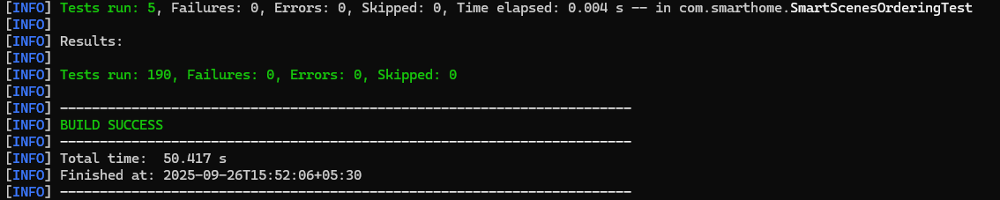 [INFO] Tests run: 5, Failures: 0, Errors: 0, Skipped: 0, Time elapsed: 0.004 s -- in com.smarthome.SmartScenesOrderingTest
[INFO]
[INFO] Results:
[INFO]
[INFO] Tests run: 190, Failures: 0, Errors: 0, Skipped: 0
[INFO]
[INFO] ------------------------------------------------------------------------
[INFO] BUILD SUCCESS
[INFO] ------------------------------------------------------------------------
[INFO] Total time:  50.417 s
[INFO] Finished at: 2025-09-26T15:52:06+05:30
[INFO] ------------------------------------------------------------------------